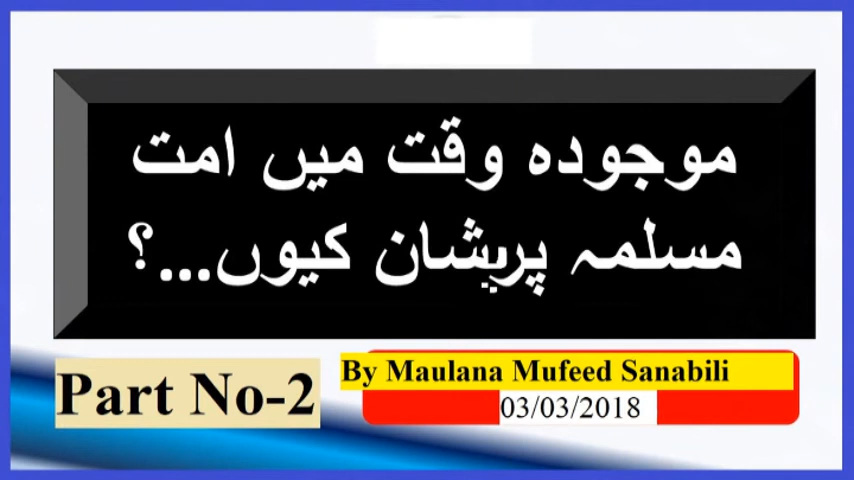 موجودہ وقت میں امت
مسلمہ پریشان کیوں...؟
Part No-2
By Maulana Mufeed Sanabili
03/03/2018